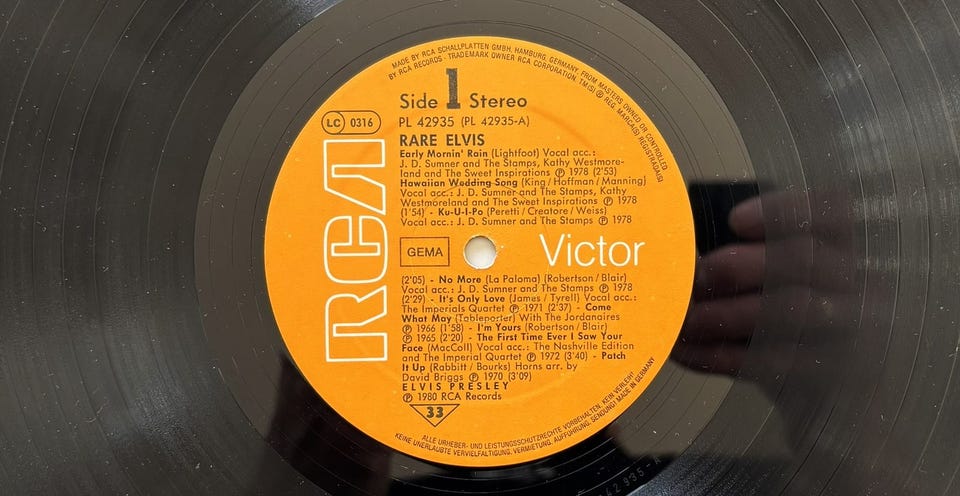 MADE BY RCA SCHALLPLATTEN GMBH, HAMBURG, GERMANY, FROM MASTERS OWNED OR CONTROLLED
BY RCA RECORDS · TRADEMARK OWNER RCA CORPORATION. TM(S) ® REG. MARCA(S) REGISTRADA(S)
Side 1 Stereo
LC 0316
PL 42935 (PL 42935-A)
RARE ELVIS
Early Mornin' Rain (Lightfoot) Vocal acc.:
J. D. Sumner and The Stamps, Kathy Westmore-
land and The Sweet Inspirations ℗ 1978 (2'53)
Hawaiian Wedding Song (King / Hoffman / Manning)
Vocal acc.: J. D. Sumner and The Stamps, Kathy
Westmoreland and The Sweet Inspirations ℗ 1978
(1'54) - Ku-U-I-Po (Peretti / Creatore / Weiss)
Vocal acc.: J. D. Sumner and The Stamps ℗ 1978
RCA
GEMA
Victor
(2'05) - No More (La Paloma) (Robertson / Blair)
Vocal acc.: J. D. Sumner and The Stamps ℗ 1978
(2'29) - It's Only Love (James / Tyrell) Vocal acc.:
The Imperials Quartet ℗ 1971 (2'37) - Come
What May (Tableporter) With The Jordanaires
℗ 1966 (1'58) - I'm Yours (Robertson / Blair)
℗ 1965 (2'20) - The First Time Ever I Saw Your
Face (MacColl) Vocal acc.: The Nashville Edition
and The Imperial Quartet ℗ 1972 (3'40) - Patch
It Up (Rabbitt / Bourks) Horns arr. by
David Briggs ℗ 1970 (3'09)
ELVIS PRESLEY
℗ 1980 RCA Records
33
ALLE URHEBER- UND LEISTUNGSSCHUTZRECHTE VORBEHALTEN. KEIN VERLEIH!
KEINE UNERLAUBTE VERVIELFÄLTIGUNG, VERMIETUNG, AUFFÜHRUNG, SENDUNG! MADE IN GERMANY